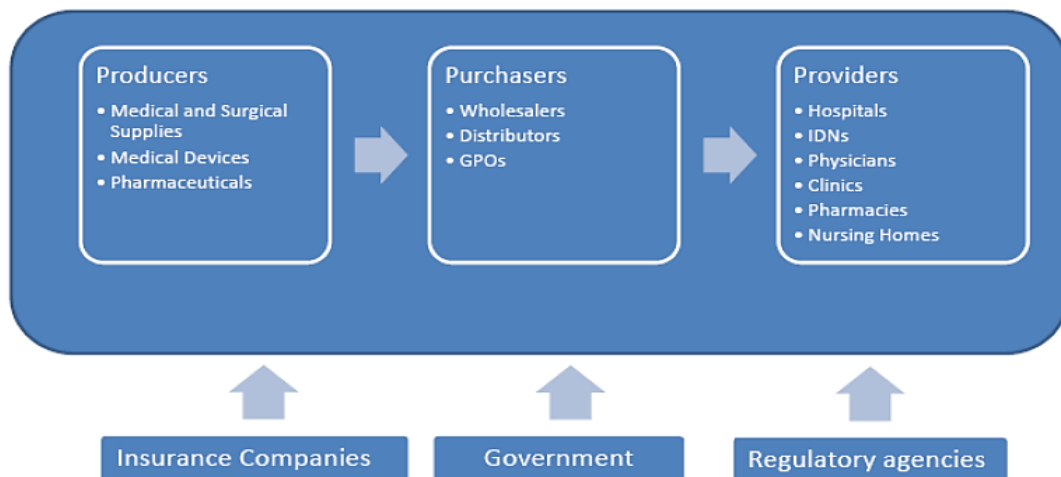 Producers
• Medical and Surgical
Supplies
• Medical Devices
• Pharmaceuticals
Purchasers
• Wholesalers
• Distributors
• GPOs
Providers
• Hospitals
• IDNs
• Physicians
• Clinics
• Pharmacies
• Nursing Homes
Insurance Companies
Government
Regulatory agencies